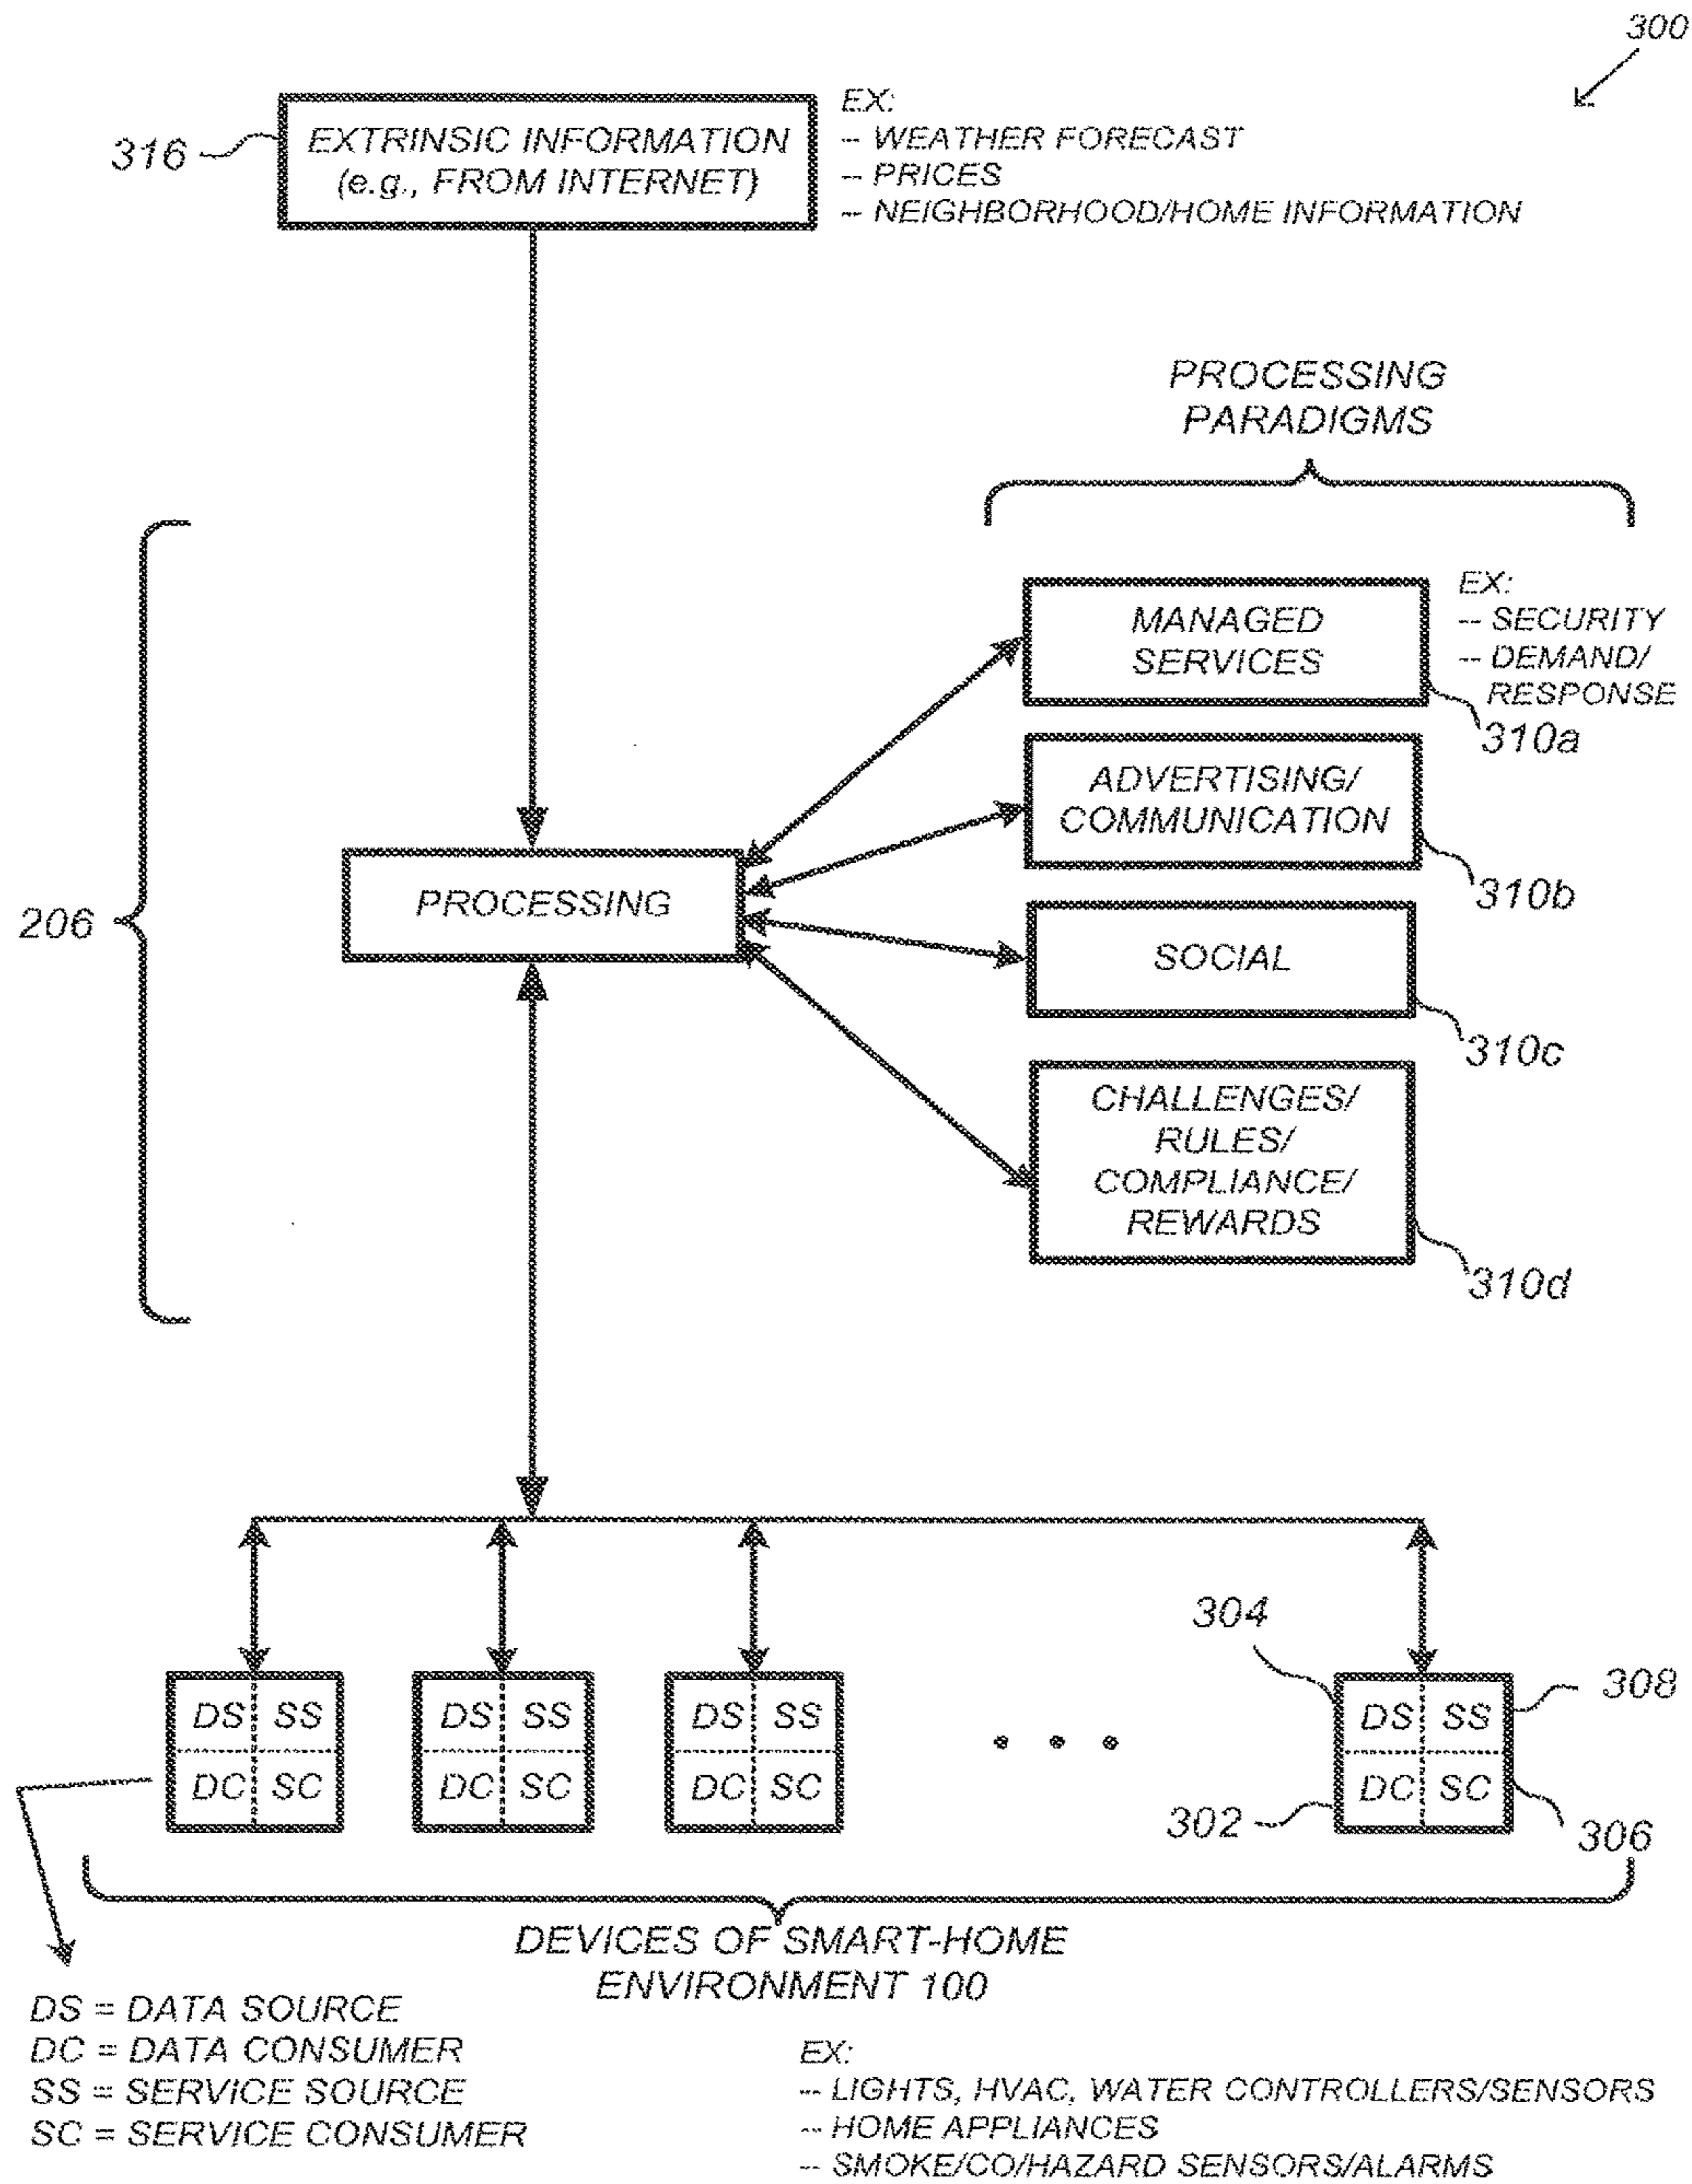 300
316
EXTRINSIC INFORMATION
(e.g., FROM INTERNET)
EX:
-- WEATHER FORECAST
-- PRICES
-- NEIGHBORHOOD/HOME INFORMATION
PROCESSING
PARADIGMS
206
PROCESSING
MANAGED
SERVICES
EX:
-- SECURITY
-- DEMAND/
RESPONSE
310a
ADVERTISING/
COMMUNICATION
310b
SOCIAL
310c
CHALLENGES/
RULES/
COMPLIANCE/
REWARDS
310d
DS SS
DC SC
DS SS
DC SC
DS SS
DC SC
• • •
304
308
DS SS
DC SC
302
306
DEVICES OF SMART-HOME
ENVIRONMENT 100
DS = DATA SOURCE
DC = DATA CONSUMER
SS = SERVICE SOURCE
SC = SERVICE CONSUMER
EX:
-- LIGHTS, HVAC, WATER CONTROLLERS/SENSORS
-- HOME APPLIANCES
-- SMOKE/CO/HAZARD SENSORS/ALARMS